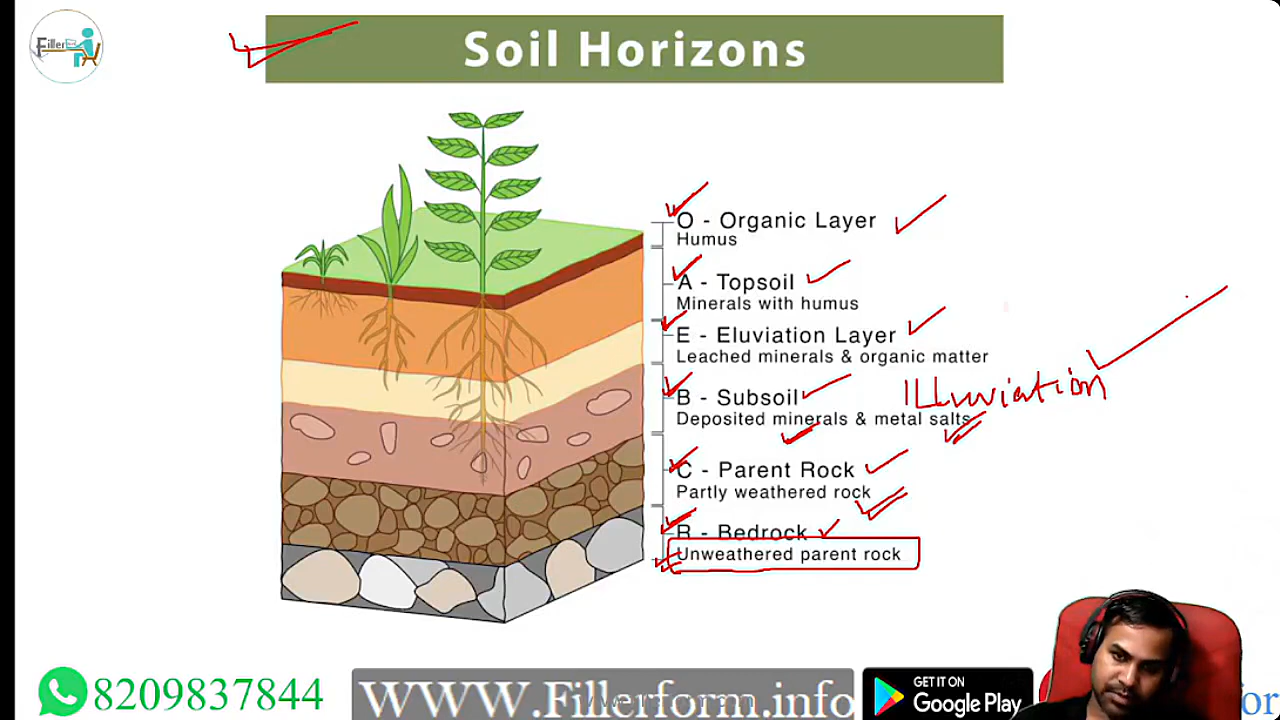 Filler
Soil Horizons
O - Organic Layer
Humus
A - Topsoil
Minerals with humus
E - Eluviation Layer
Leached minerals & organic matter
B - Subsoil
ILLuviation
Deposited minerals & metal salts
C - Parent Rock
Partly weathered rock
R - Bedrock
Unweathered parent rock
8209837844
WWW.Fillerform.info
GET IT ON
Google Play
or